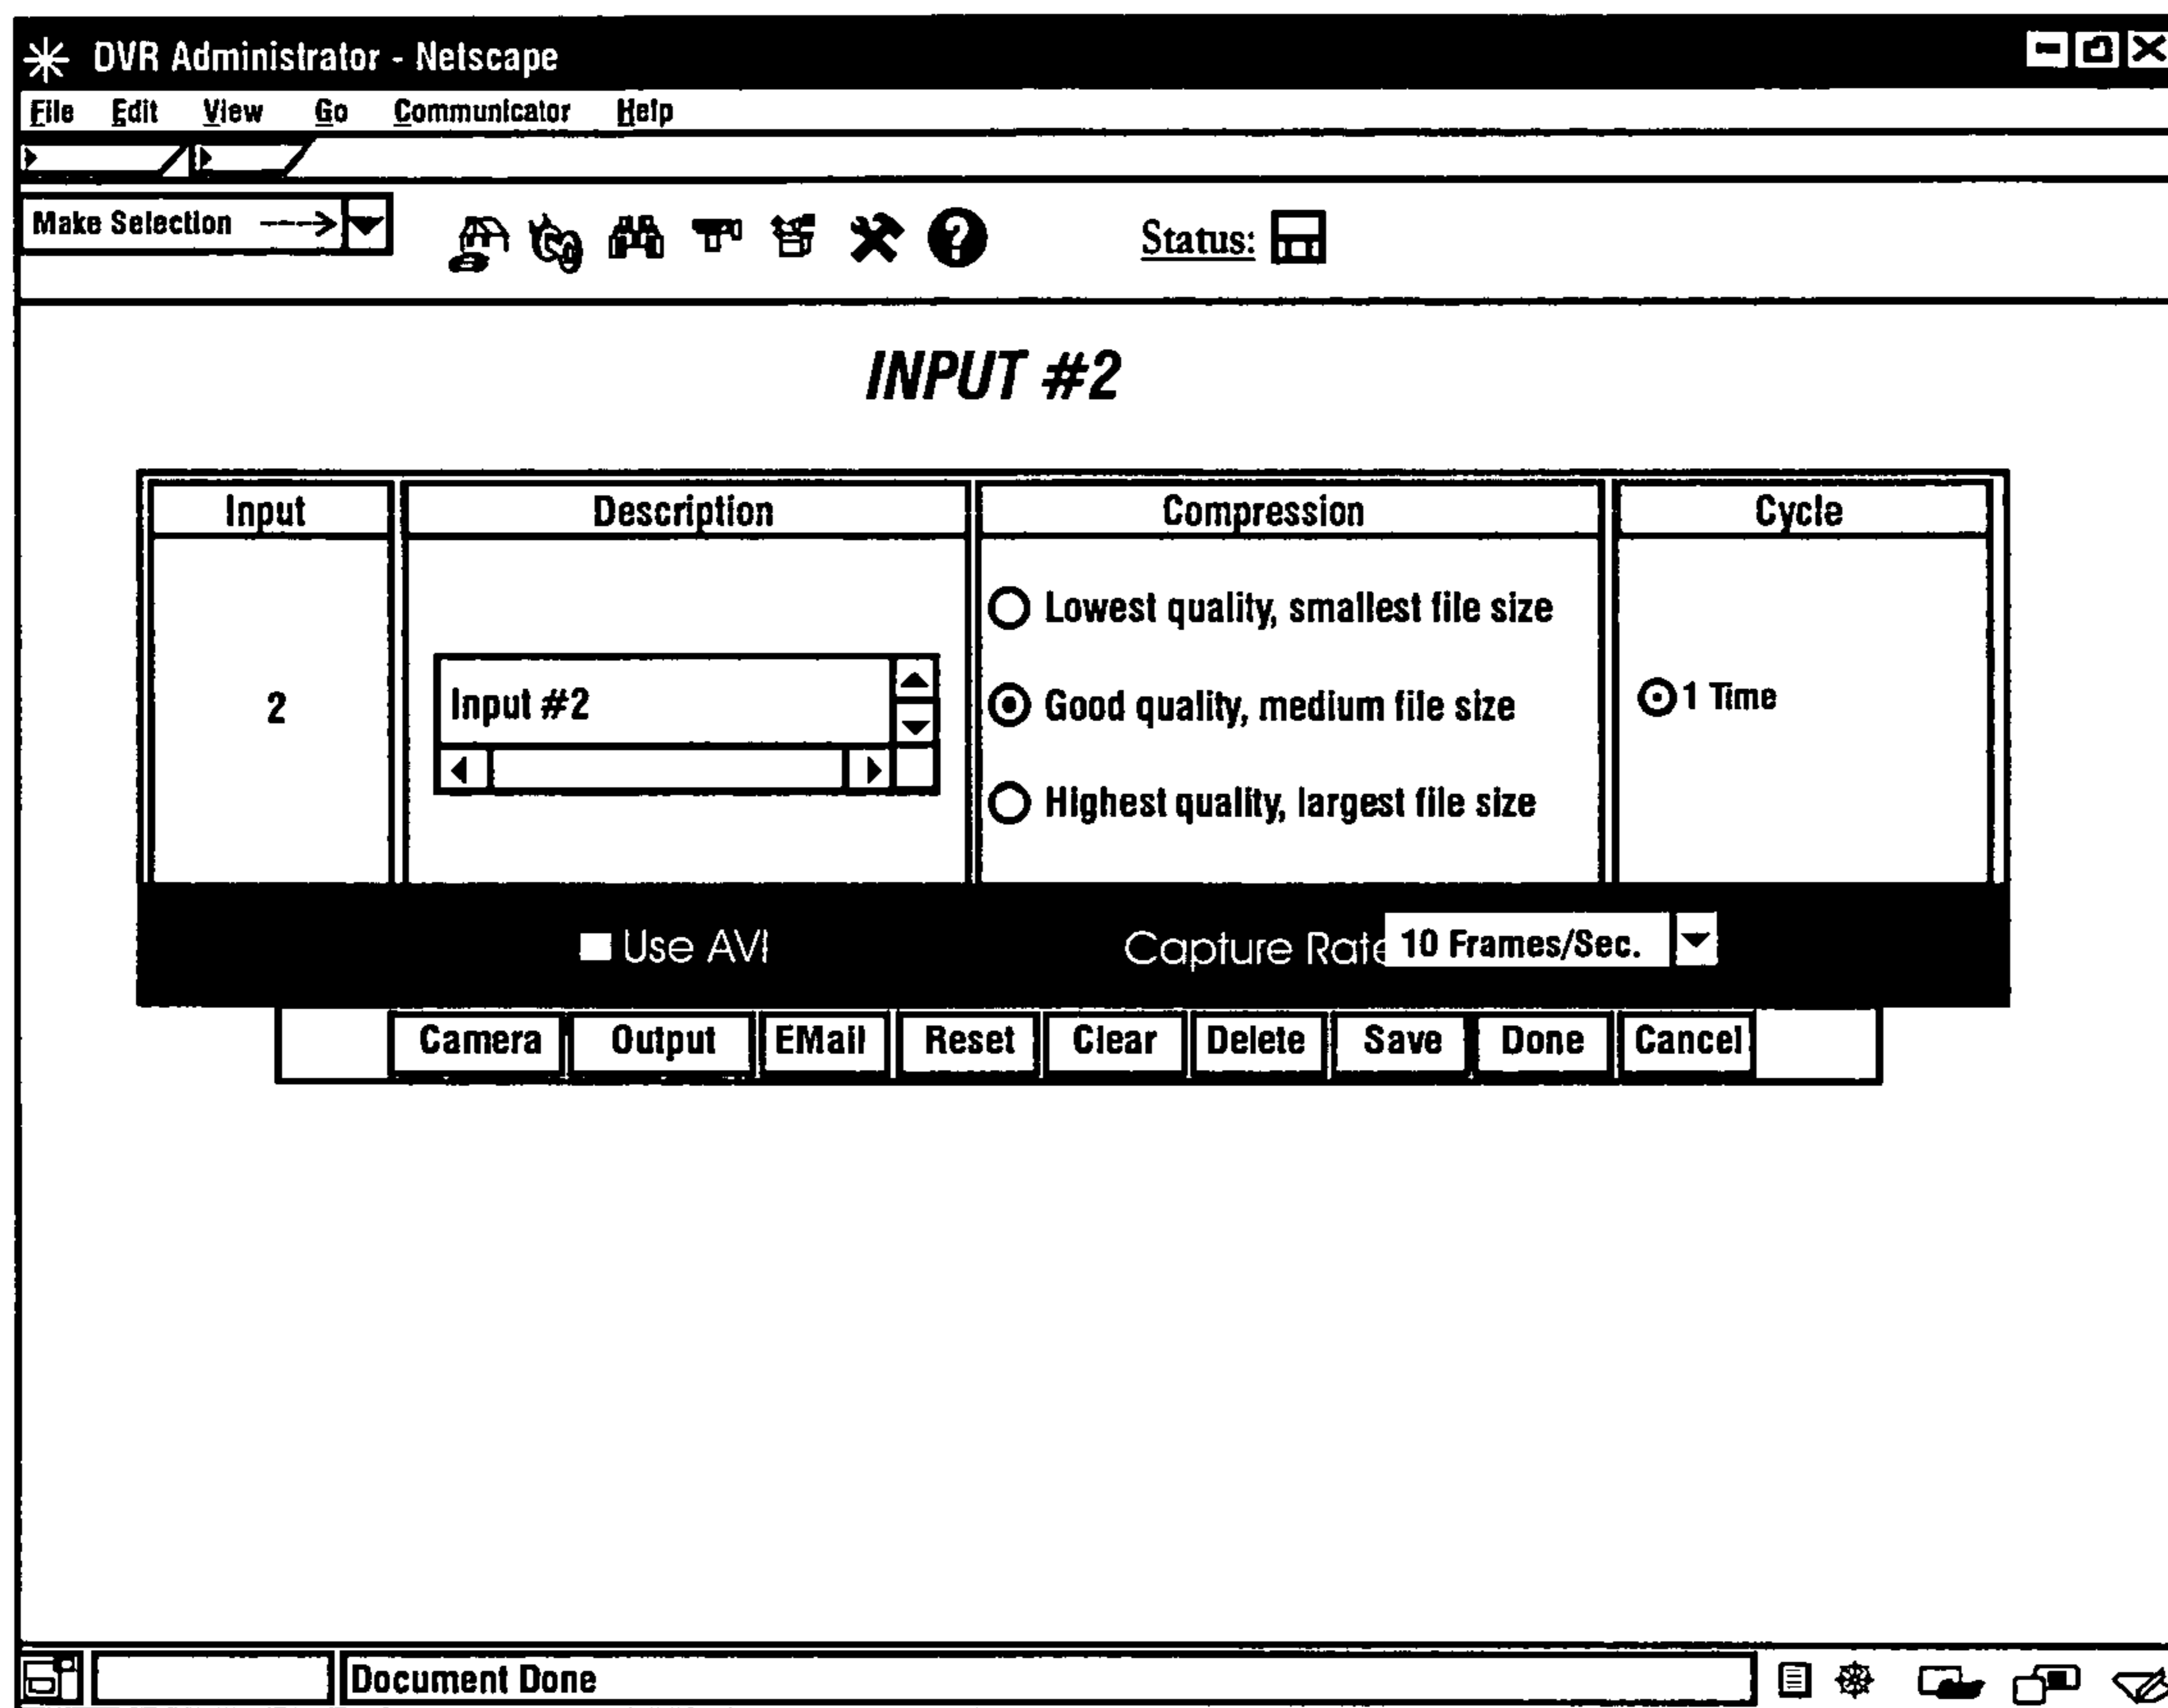 DVR Administrator - Netscape
File Edit View Go Communicator Help
Make Selection ---> Status:
INPUT #2
Input Description Compression Cycle
Lowest quality, smallest file size
2 Input #2 Good quality, medium file size 1 Time
Highest quality, largest file size
Use AVI Capture Rate 10 Frames/Sec.
Camera Output EMail Reset Clear Delete Save Done Cancel
Document Done